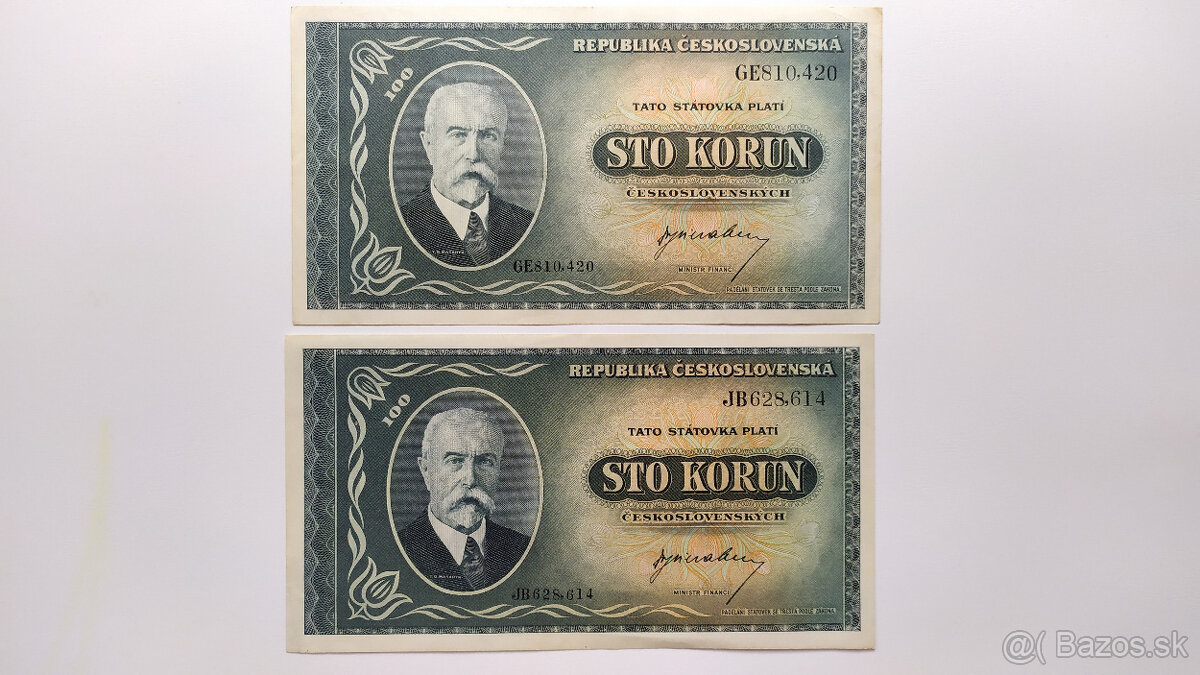 100
REPUBLIKA ČESKOSLOVENSKÁ
GE810,420
TATO STÁTOVKA PLATÍ
STO KORUN
ČESKOSLOVENSKÝCH
GE810,420
MINISTR FINANCÍ
PADĚLÁNÍ STÁTOVEK SE TRESTÁ PODLE ZÁKONA.
100
REPUBLIKA ČESKOSLOVENSKÁ
JB628,614
TATO STÁTOVKA PLATÍ
STO KORUN
ČESKOSLOVENSKÝCH
JB628,614
MINISTR FINANCÍ
PADĚLÁNÍ STÁTOVEK SE TRESTÁ PODLE ZÁKONA.
@( Bazos.sk